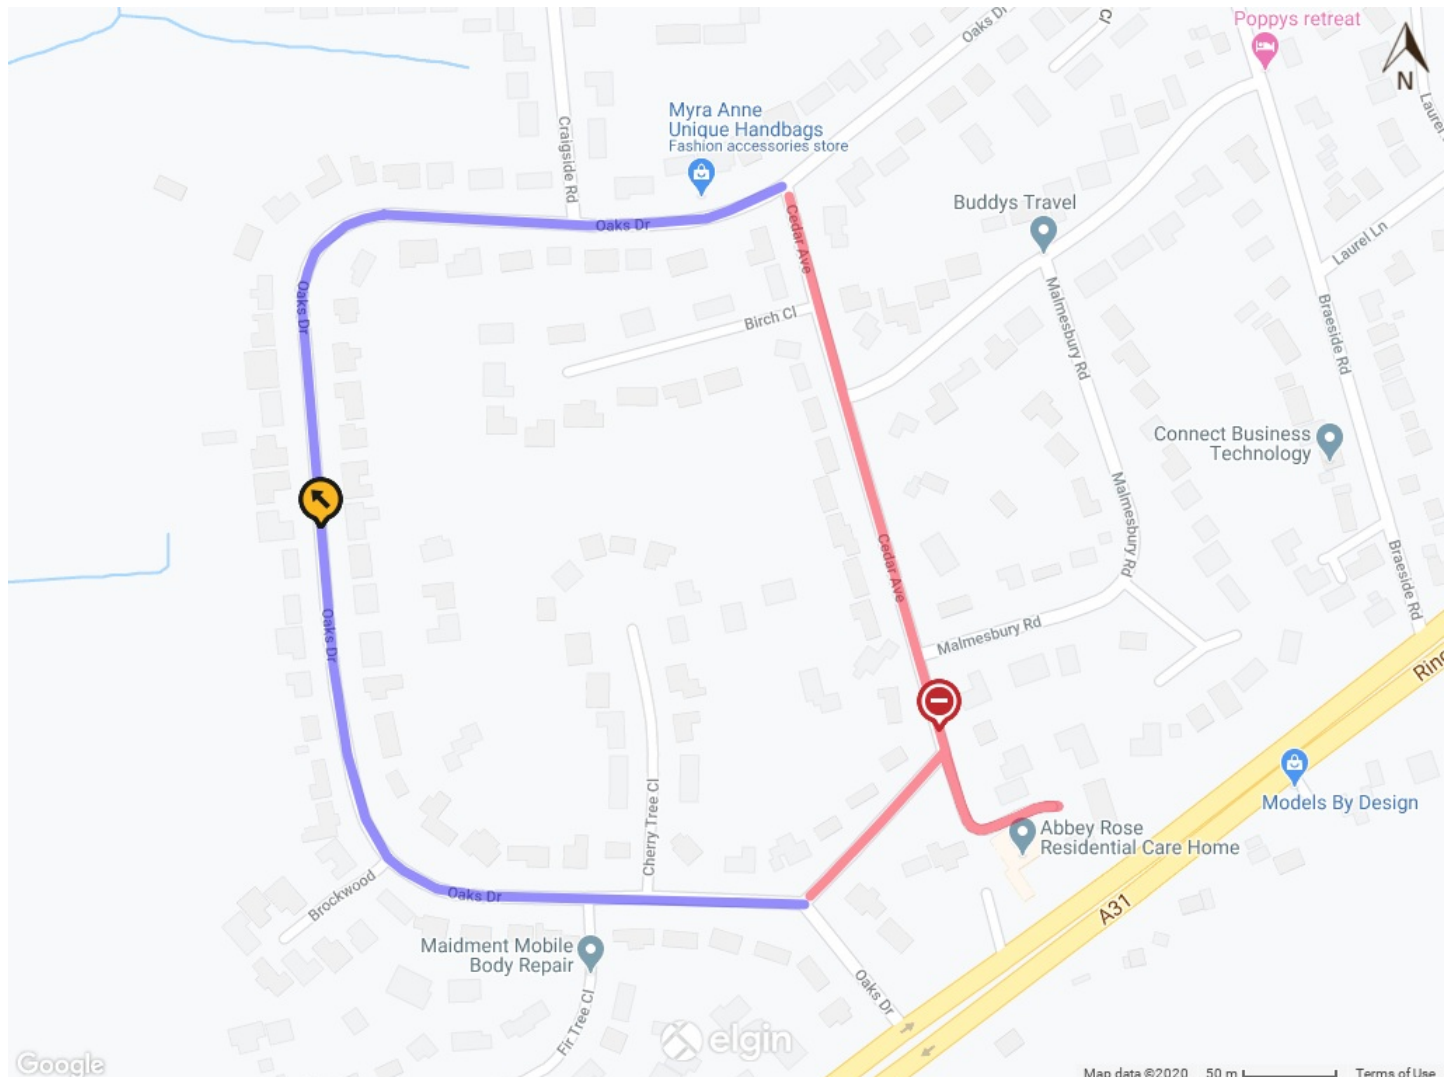 Poppys retreat
Oaks Dr
Cl
N
Laurel
Myra Anne
Unique Handbags
Fashion accessories store
Craigside Rd
Buddys Travel
Oaks Dr
Cedar Ave
Laurel Ln
Malmesbury Rd
Oaks Dr
Birch Cl
Braeside Rd
Connect Business
Technology
Malmesbury Rd
Cedar Ave
Braeside Rd
Oaks Dr
Malmesbury Rd
Ring
Models By Design
Abbey Rose
Residential Care Home
Cherry Tree Cl
Brockwood
Oaks Dr
A31
Maidment Mobile
Body Repair
Oaks Dr
Fir Tree Cl
elgin
Google
Map data ©2020 50 m Terms of Use